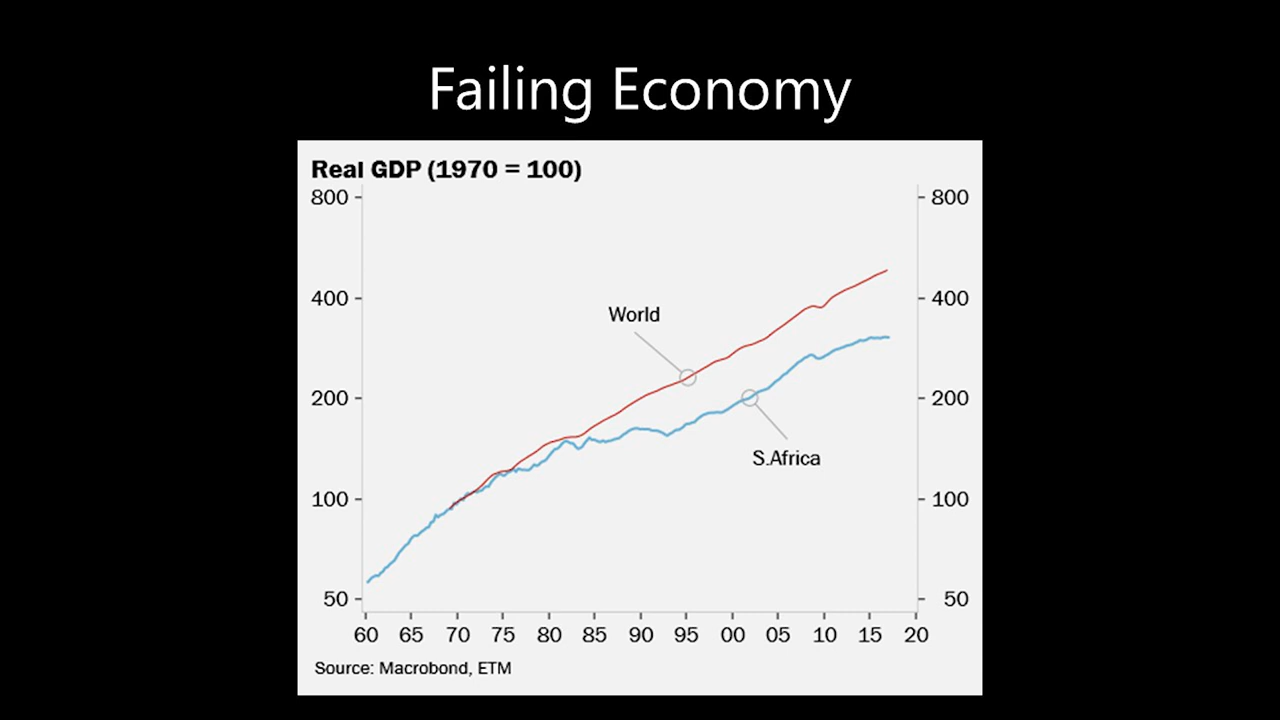 Failing Economy
Real GDP (1970 = 100)
800 800
400 400
World
200 200
S.Africa
100 100
50 50
60 65 70 75 80 85 90 95 00 05 10 15 20
Source: Macrobond, ETM